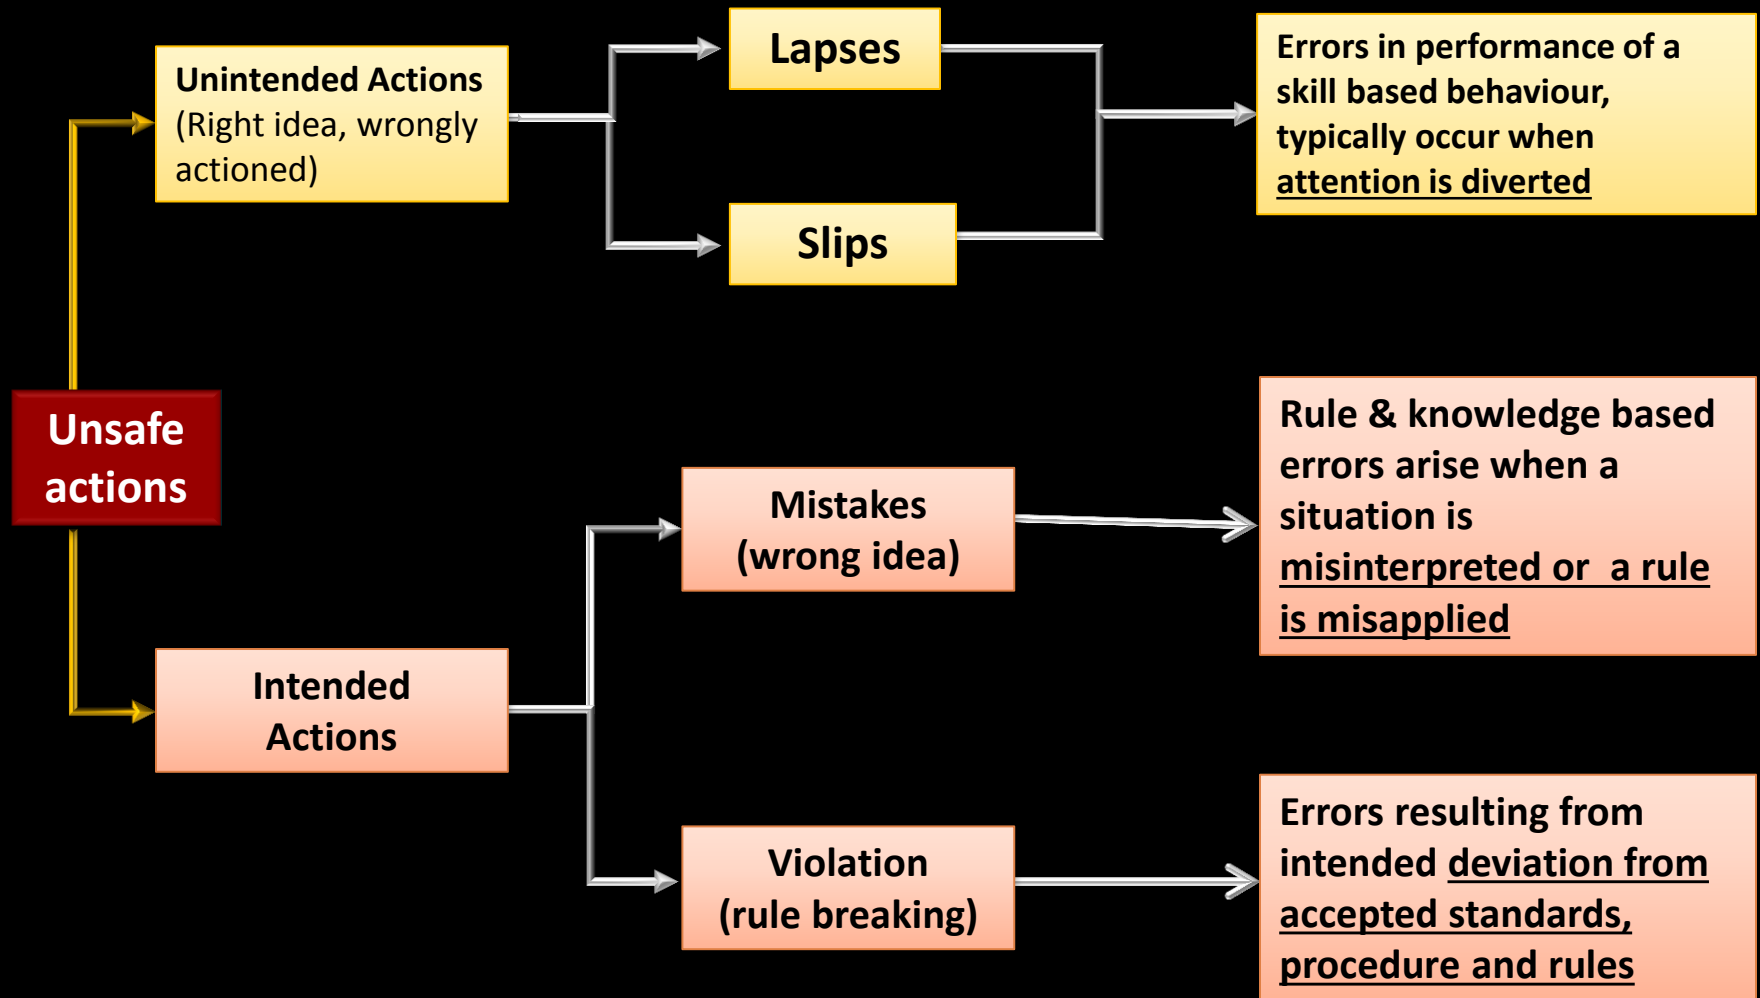 Lapses
Errors in performance of a
skill based behaviour,
typically occur when
attention is diverted
Unintended Actions
(Right idea, wrongly
actioned)
Slips
Unsafe
actions
Rule & knowledge based
errors arise when a
situation is
misinterpreted or a rule
is misapplied
Mistakes
(wrong idea)
Intended
Actions
Violation
(rule breaking)
Errors resulting from
intended deviation from
accepted standards,
procedure and rules